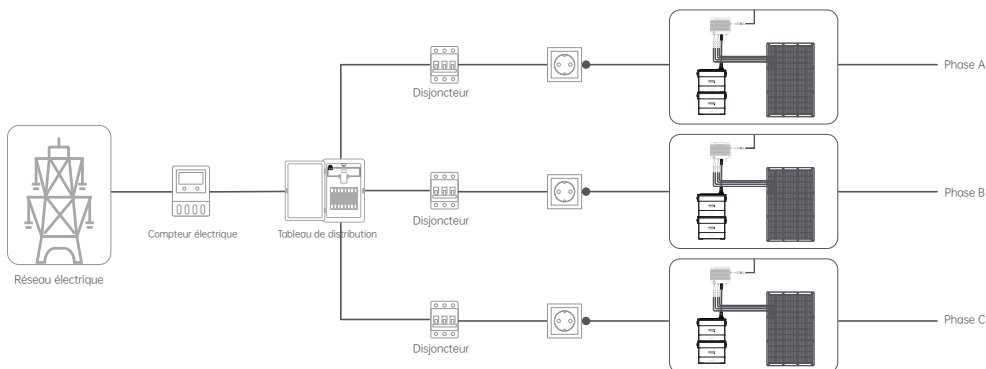 Disjoncteur
Phase A
Réseau électrique
Compteur électrique
Tableau de distribution
Disjoncteur
Phase B
Disjoncteur
Phase C